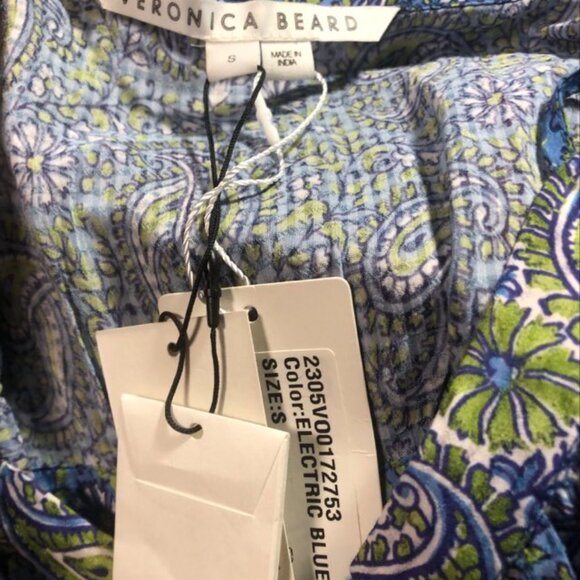 VERONICA BEARD
S
MADE IN
INDIA
2305VO0172753
Color:ELECTRIC BLUE
SIZE:S